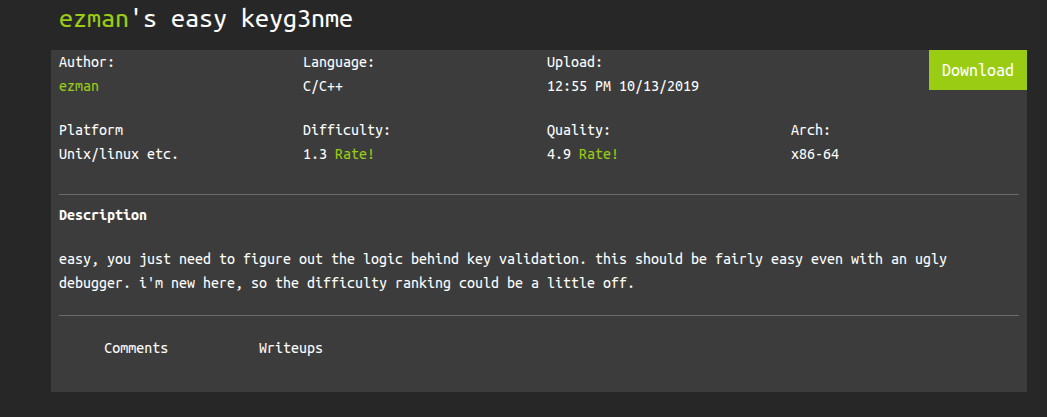 ezman's easy keyg3nme
Download
Author: Language: Upload:
ezman C/C++ 12:55 PM 10/13/2019
Platform Difficulty: Quality: Arch:
Unix/linux etc. 1.3 Rate! 4.9 Rate! x86-64
Description
easy, you just need to figure out the logic behind key validation. this should be fairly easy even with an ugly
debugger. i'm new here, so the difficulty ranking could be a little off.
Comments Writeups